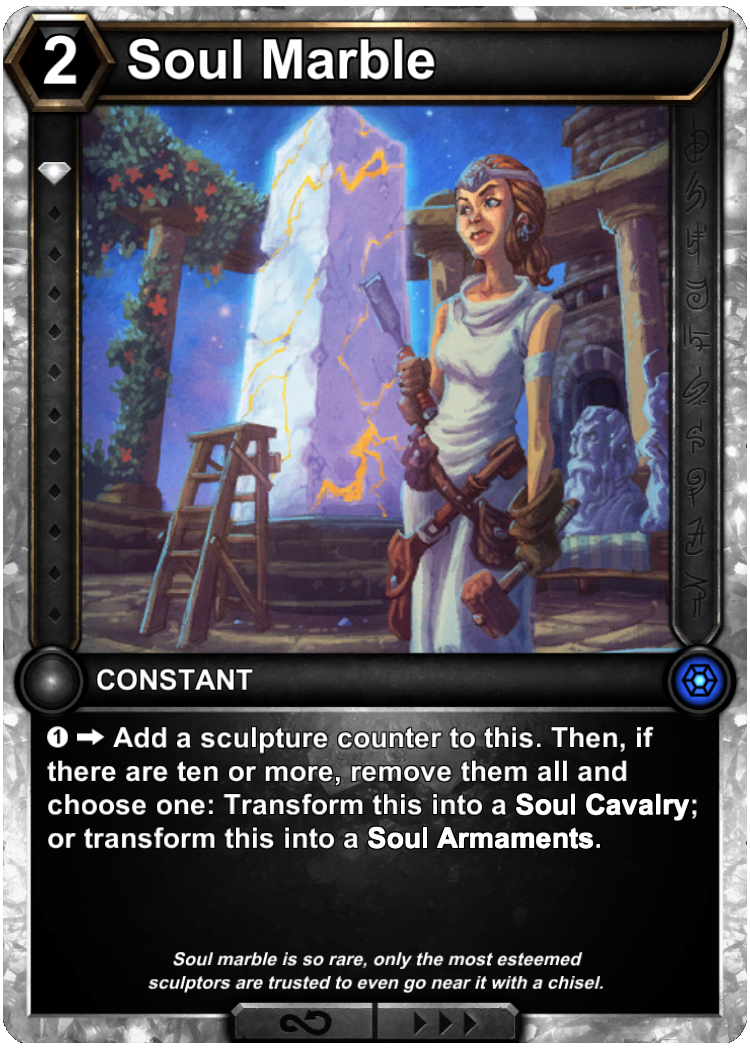 2
Soul Marble
CONSTANT
1 ➡ Add a sculpture counter to this. Then, if
there are ten or more, remove them all and
choose one: Transform this into a Soul Cavalry;
or transform this into a Soul Armaments.
Soul marble is so rare, only the most esteemed
sculptors are trusted to even go near it with a chisel.